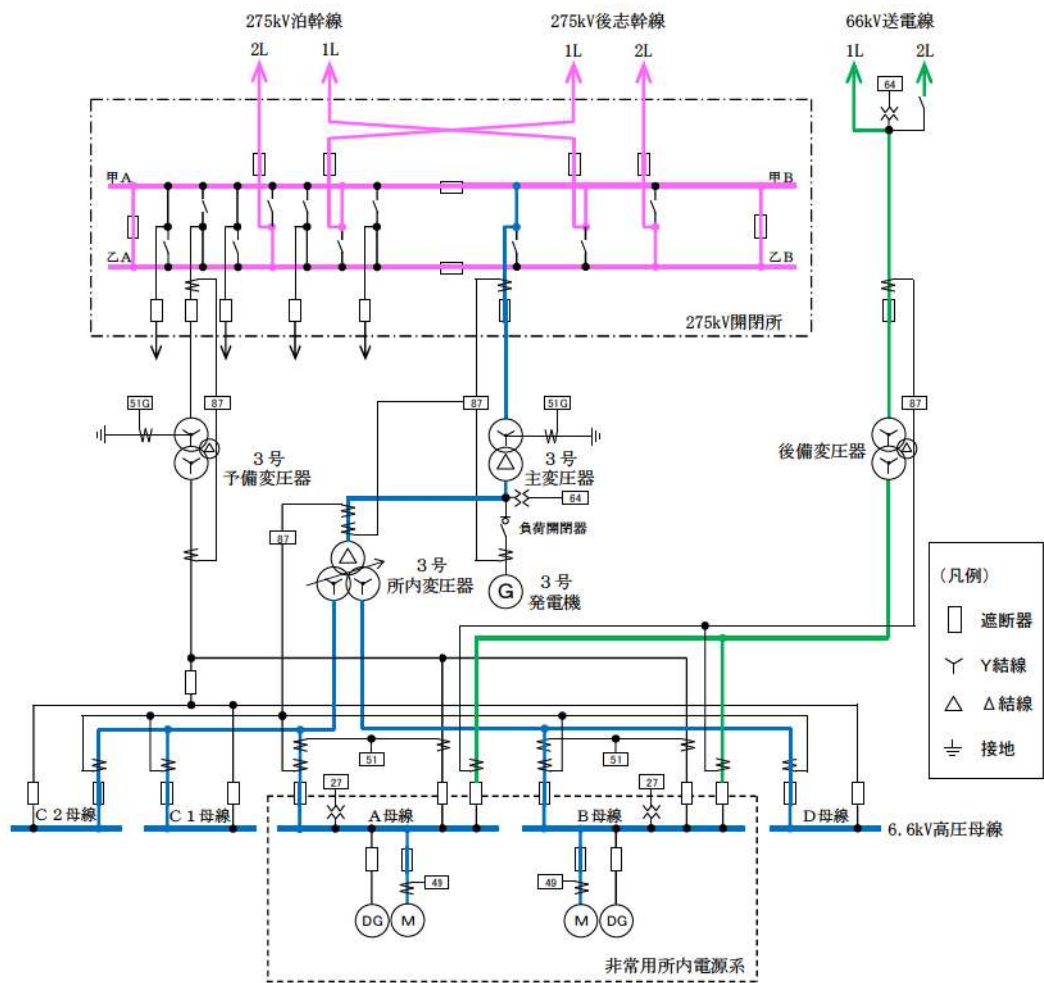 275kV泊幹線
275kV後志幹線
66kV送電線
2L
1L
1L
2L
1L
2L
64
甲A
甲B
乙A
乙B
275kV開閉所
51G
87
87
51G
87
3号
予備変圧器
3号
主変圧器
後備変圧器
64
87
負荷開閉器
3号
所内変圧器
G
3号
発電機
(凡例)
遮断器
Y結線
Δ結線
接地
51
51
27
27
C2母線
C1母線
A母線
B母線
D母線
6.6kV高圧母線
49
49
DG
M
M
DG
非常用所内電源系